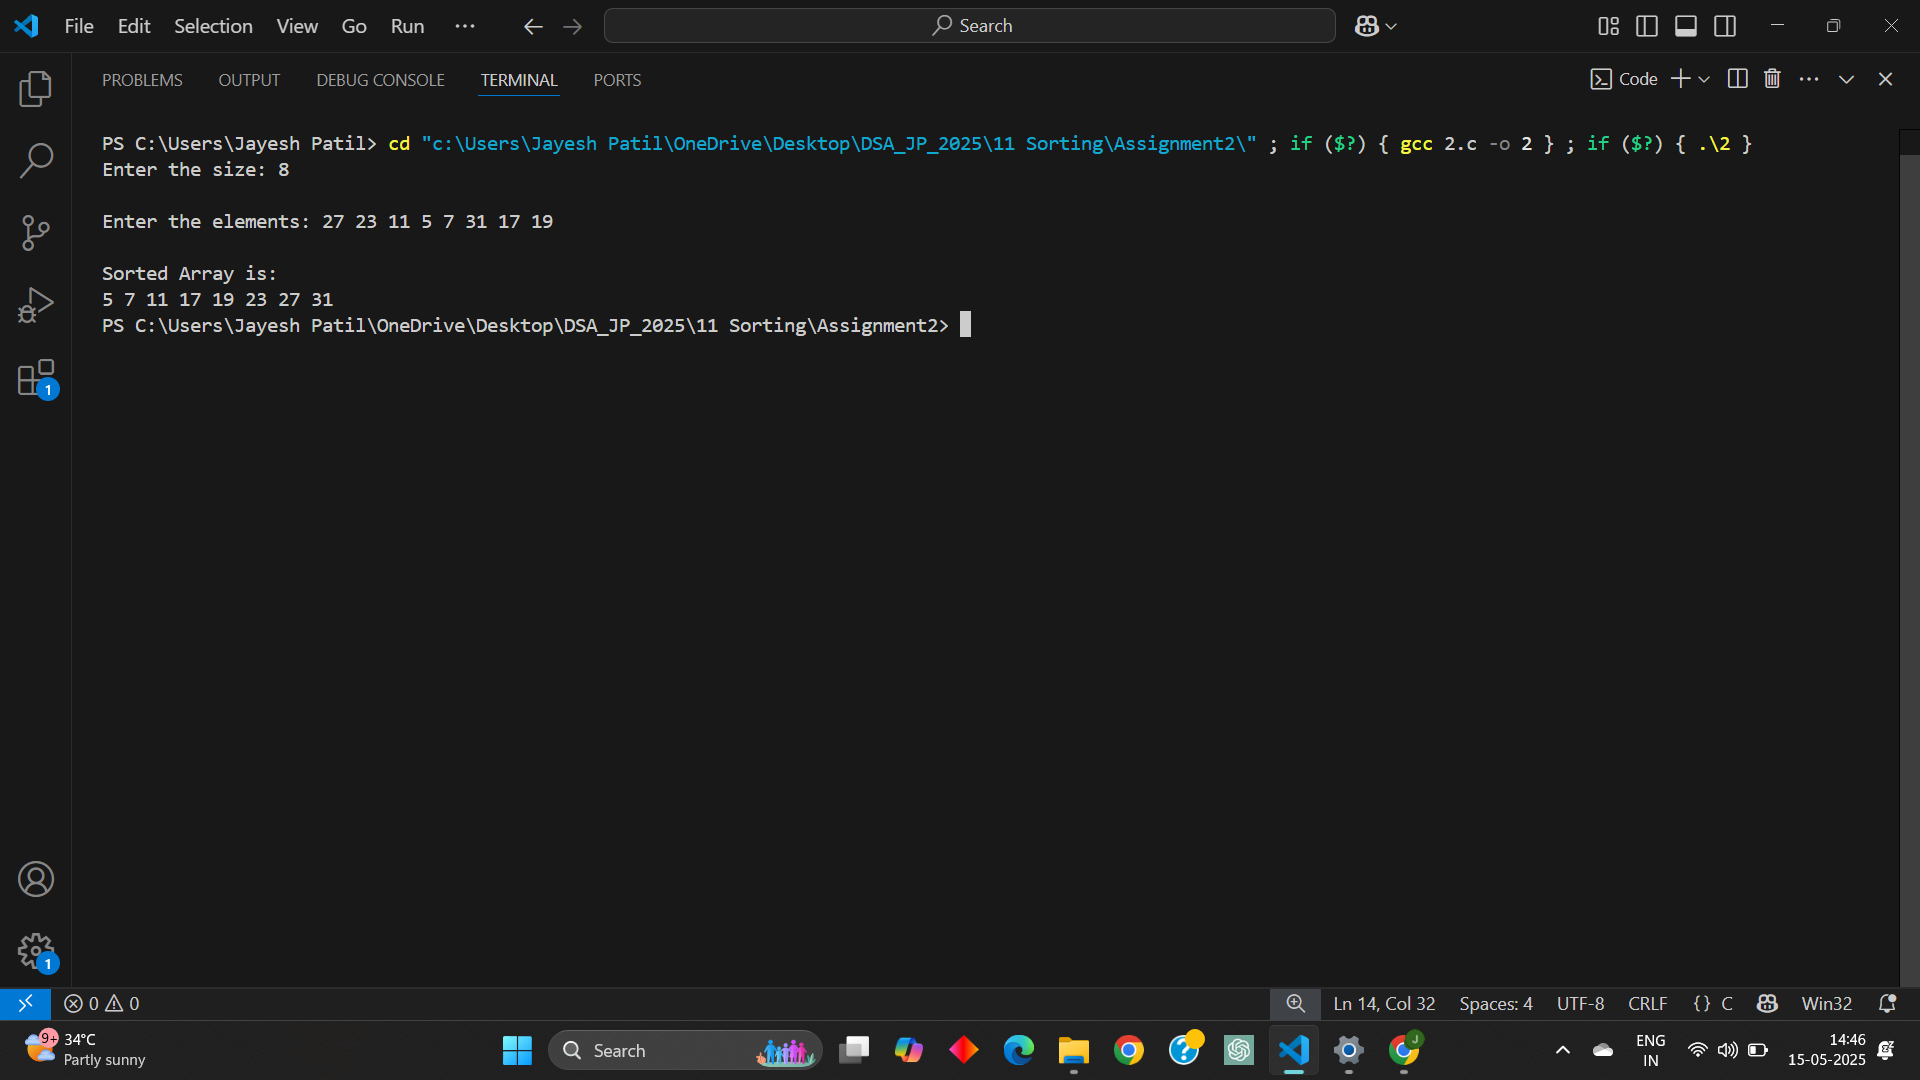 File Edit Selection View Go Run ··· Search
PROBLEMS OUTPUT DEBUG CONSOLE TERMINAL PORTS Code
PS C:\Users\Jayesh Patil> cd "c:\Users\Jayesh Patil\OneDrive\Desktop\DSA_JP_2025\11 Sorting\Assignment2\" ; if ($?) { gcc 2.c -o 2 } ; if ($?) { .\2 }
Enter the size: 8
Enter the elements: 27 23 11 5 7 31 17 19
Sorted Array is:
5 7 11 17 19 23 27 31
PS C:\Users\Jayesh Patil\OneDrive\Desktop\DSA_JP_2025\11 Sorting\Assignment2>
1
1
0 0 Ln 14, Col 32 Spaces: 4 UTF-8 CRLF {} C Win32
9+ 34°C
Partly sunny
Search
J
ENG
IN
14:46
15-05-2025